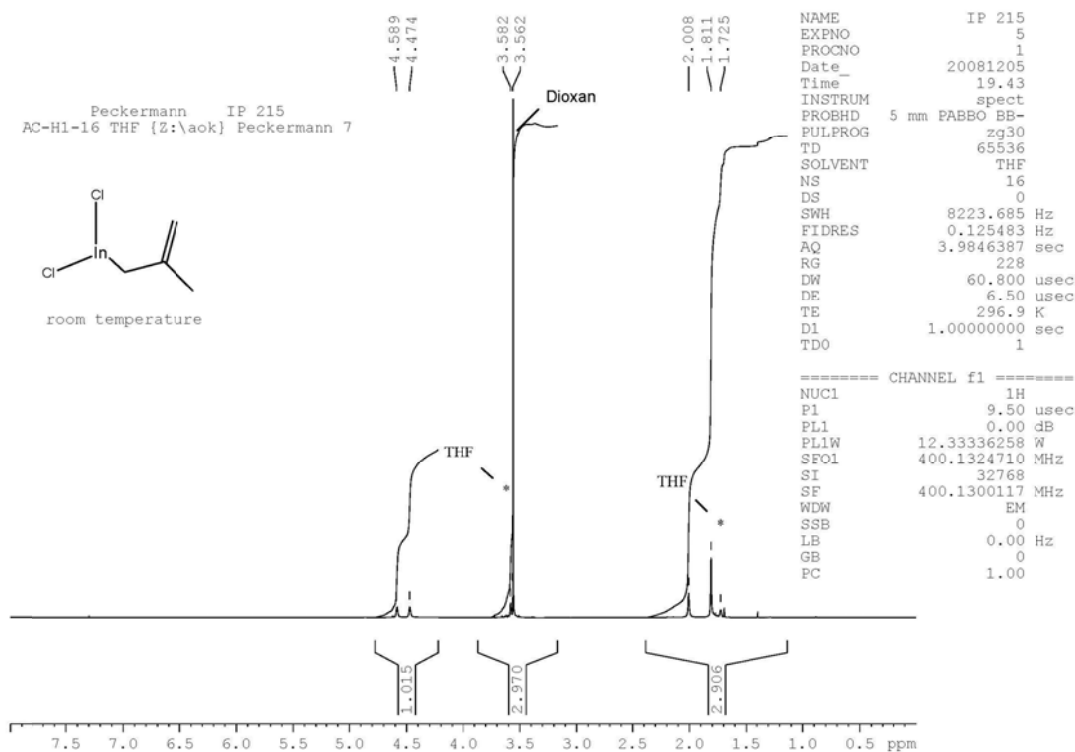 4.589
4.474
3.582
3.562
2.008
1.811
1.725
Dioxan
Peckermann IP 215
AC-H1-16 THF {Z:\aok} Peckermann 7
Cl
In
Cl
room temperature
THF
*
THF
*
NAME IP 215
EXPNO 5
PROCNO 1
Date_ 20081205
Time 19.43
INSTRUM spect
PROBHD 5 mm PABBO BB-
PULPROG zg30
TD 65536
SOLVENT THF
NS 16
DS 0
SWH 8223.685 Hz
FIDRES 0.125483 Hz
AQ 3.9846387 sec
RG 228
DW 60.800 usec
DE 6.50 usec
TE 296.9 K
D1 1.00000000 sec
TD0 1
======== CHANNEL f1 ========
NUC1 1H
P1 9.50 usec
PL1 0.00 dB
PL1W 12.33336258 W
SFO1 400.1324710 MHz
SI 32768
SF 400.1300117 MHz
WDW EM
SSB 0
LB 0.00 Hz
GB 0
PC 1.00
1.015
2.970
2.906
7.5 7.0 6.5 6.0 5.5 5.0 4.5 4.0 3.5 3.0 2.5 2.0 1.5 1.0 0.5 ppm